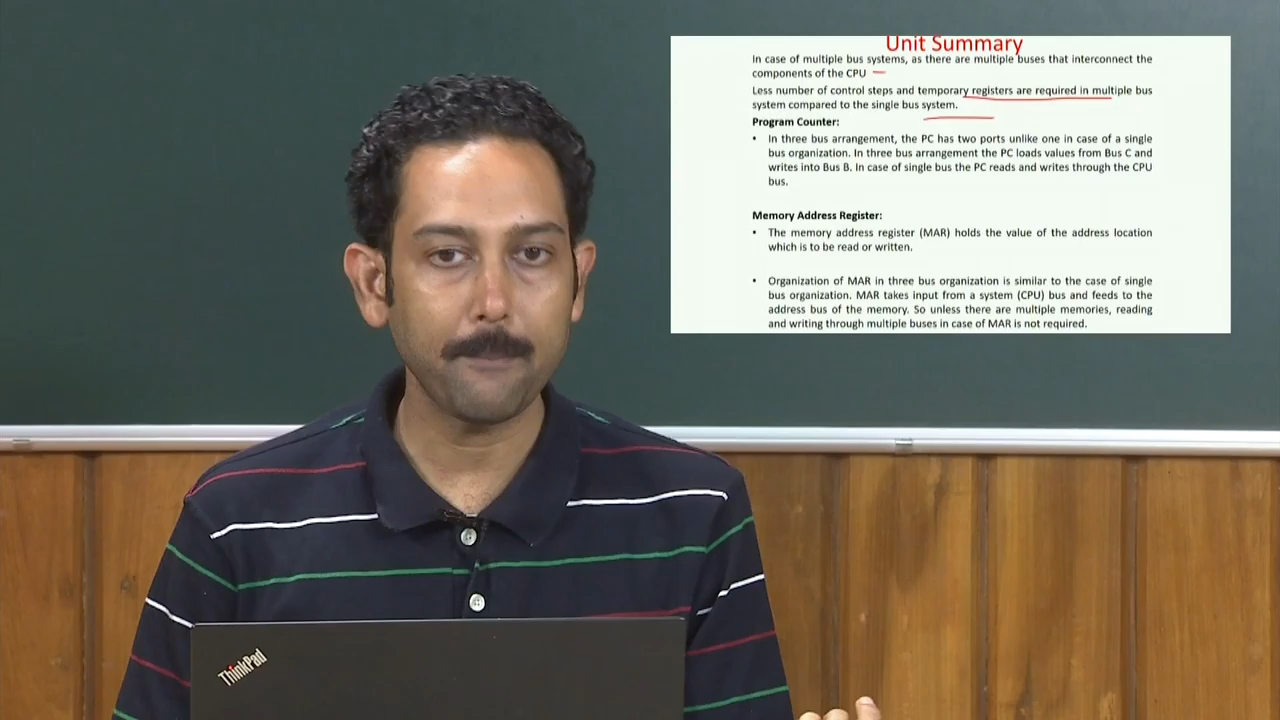 Unit Summary
In case of multiple bus systems, as there are multiple buses that interconnect the
components of the CPU
Less number of control steps and temporary registers are required in multiple bus
system compared to the single bus system.
Program Counter:
• In three bus arrangement, the PC has two ports unlike one in case of a single
bus organization. In three bus arrangement the PC loads values from Bus C and
writes into Bus B. In case of single bus the PC reads and writes through the CPU
bus.
Memory Address Register:
• The memory address register (MAR) holds the value of the address location
which is to be read or written.
• Organization of MAR in three bus organization is similar to the case of single
bus organization. MAR takes input from a system (CPU) bus and feeds to the
address bus of the memory. So unless there are multiple memories, reading
and writing through multiple buses in case of MAR is not required.
ThinkPad